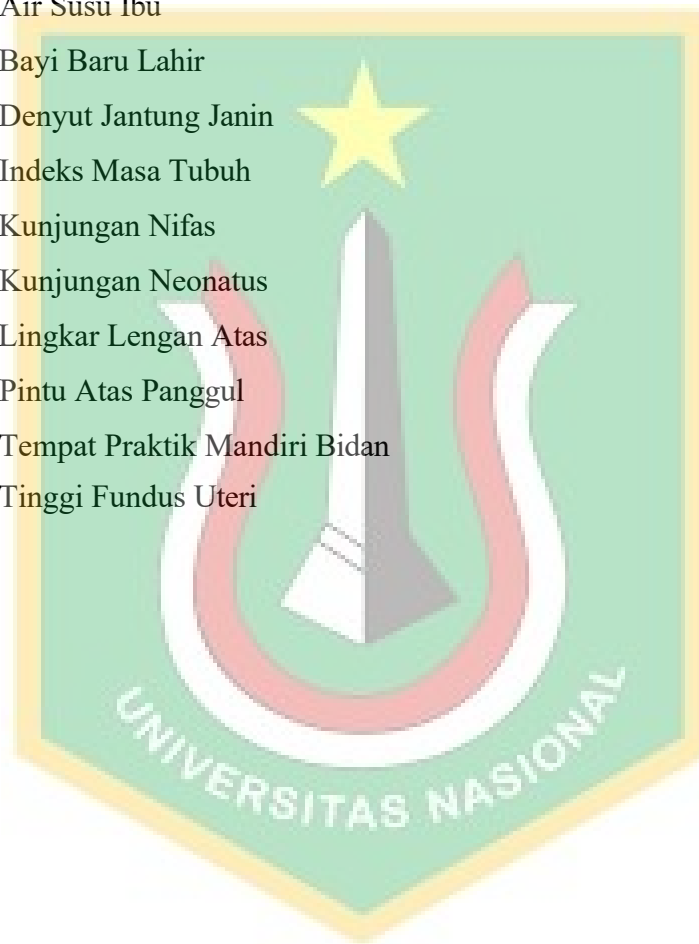 Air Susu Ibu
Bayi Baru Lahir
Denyut Jantung Janin
Indeks Masa Tubuh
Kunjungan Nifas
Kunjungan Neonatus
Lingkar Lengan Atas
Pintu Atas Panggul
Tempat Praktik Mandiri Bidan
Tinggi Fundus Uteri
UNIVERSITAS NASIONAL